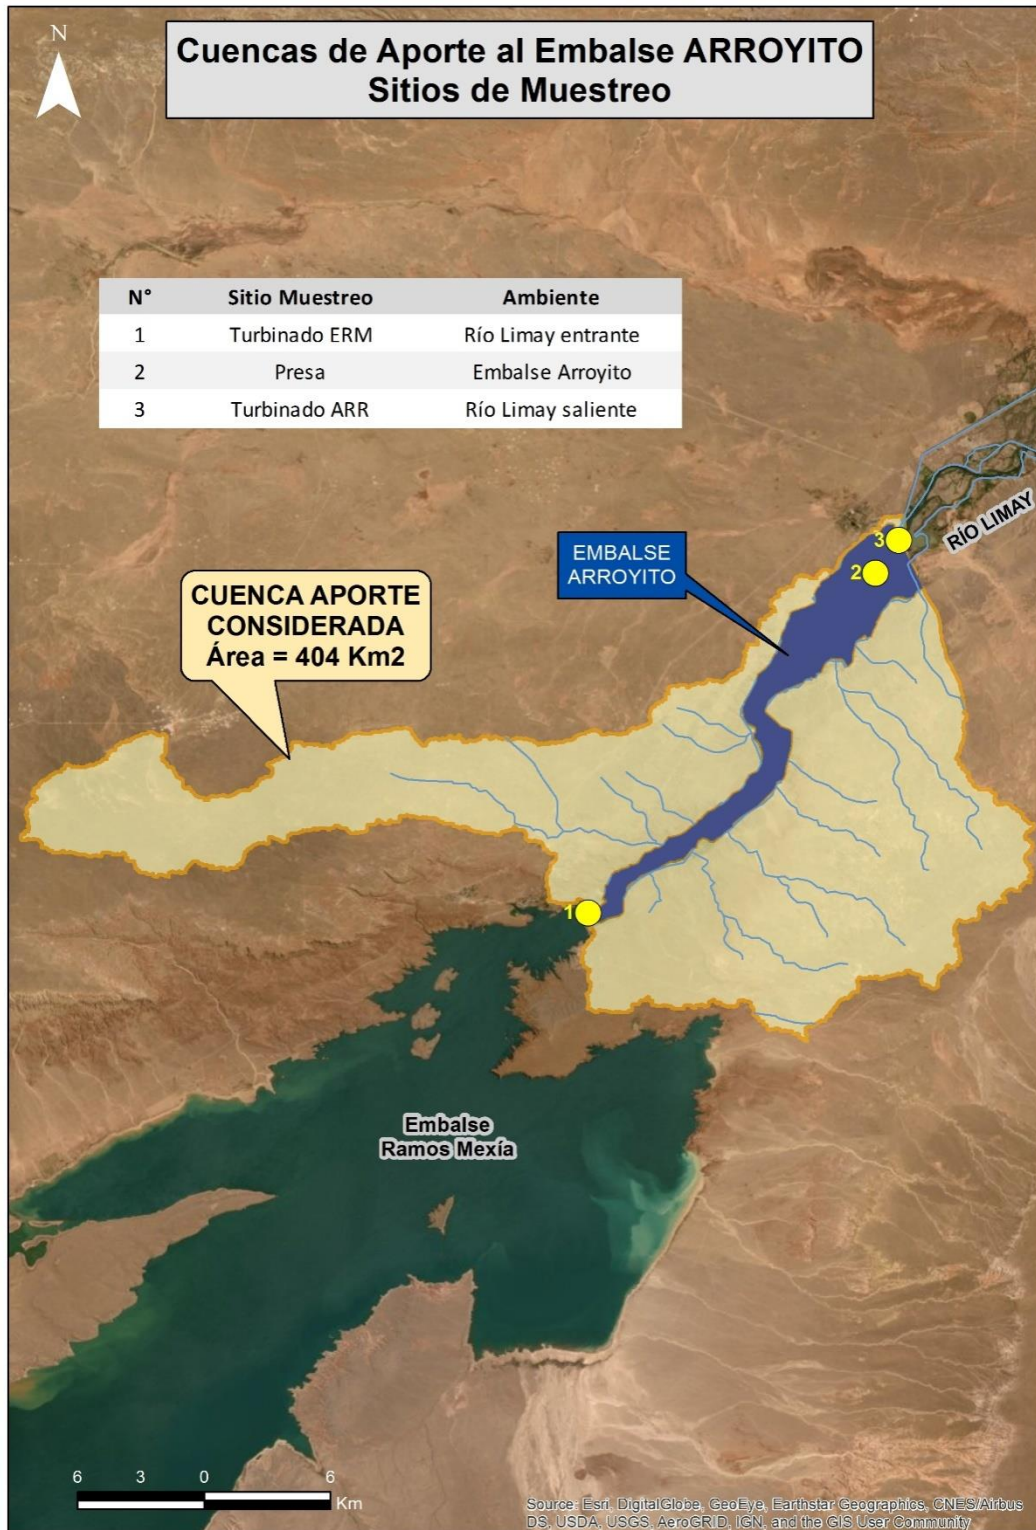 N
Cuencas de Aporte al Embalse ARROYITO
Sitios de Muestreo
N° Sitio Muestreo Ambiente
1 Turbinado ERM Río Limay entrante
2 Presa Embalse Arroyito
3 Turbinado ARR Río Limay saliente
RÍO LIMAY
3
EMBALSE
ARROYITO
2
CUENCA APORTE
CONSIDERADA
Área = 404 Km2
1
Embalse
Ramos Mexía
6 3 0 6
Km
Source: Esri, DigitalGlobe, GeoEye, Earthstar Geographics, CNES/Airbus
DS, USDA, USGS, AeroGRID, IGN, and the GIS User Community